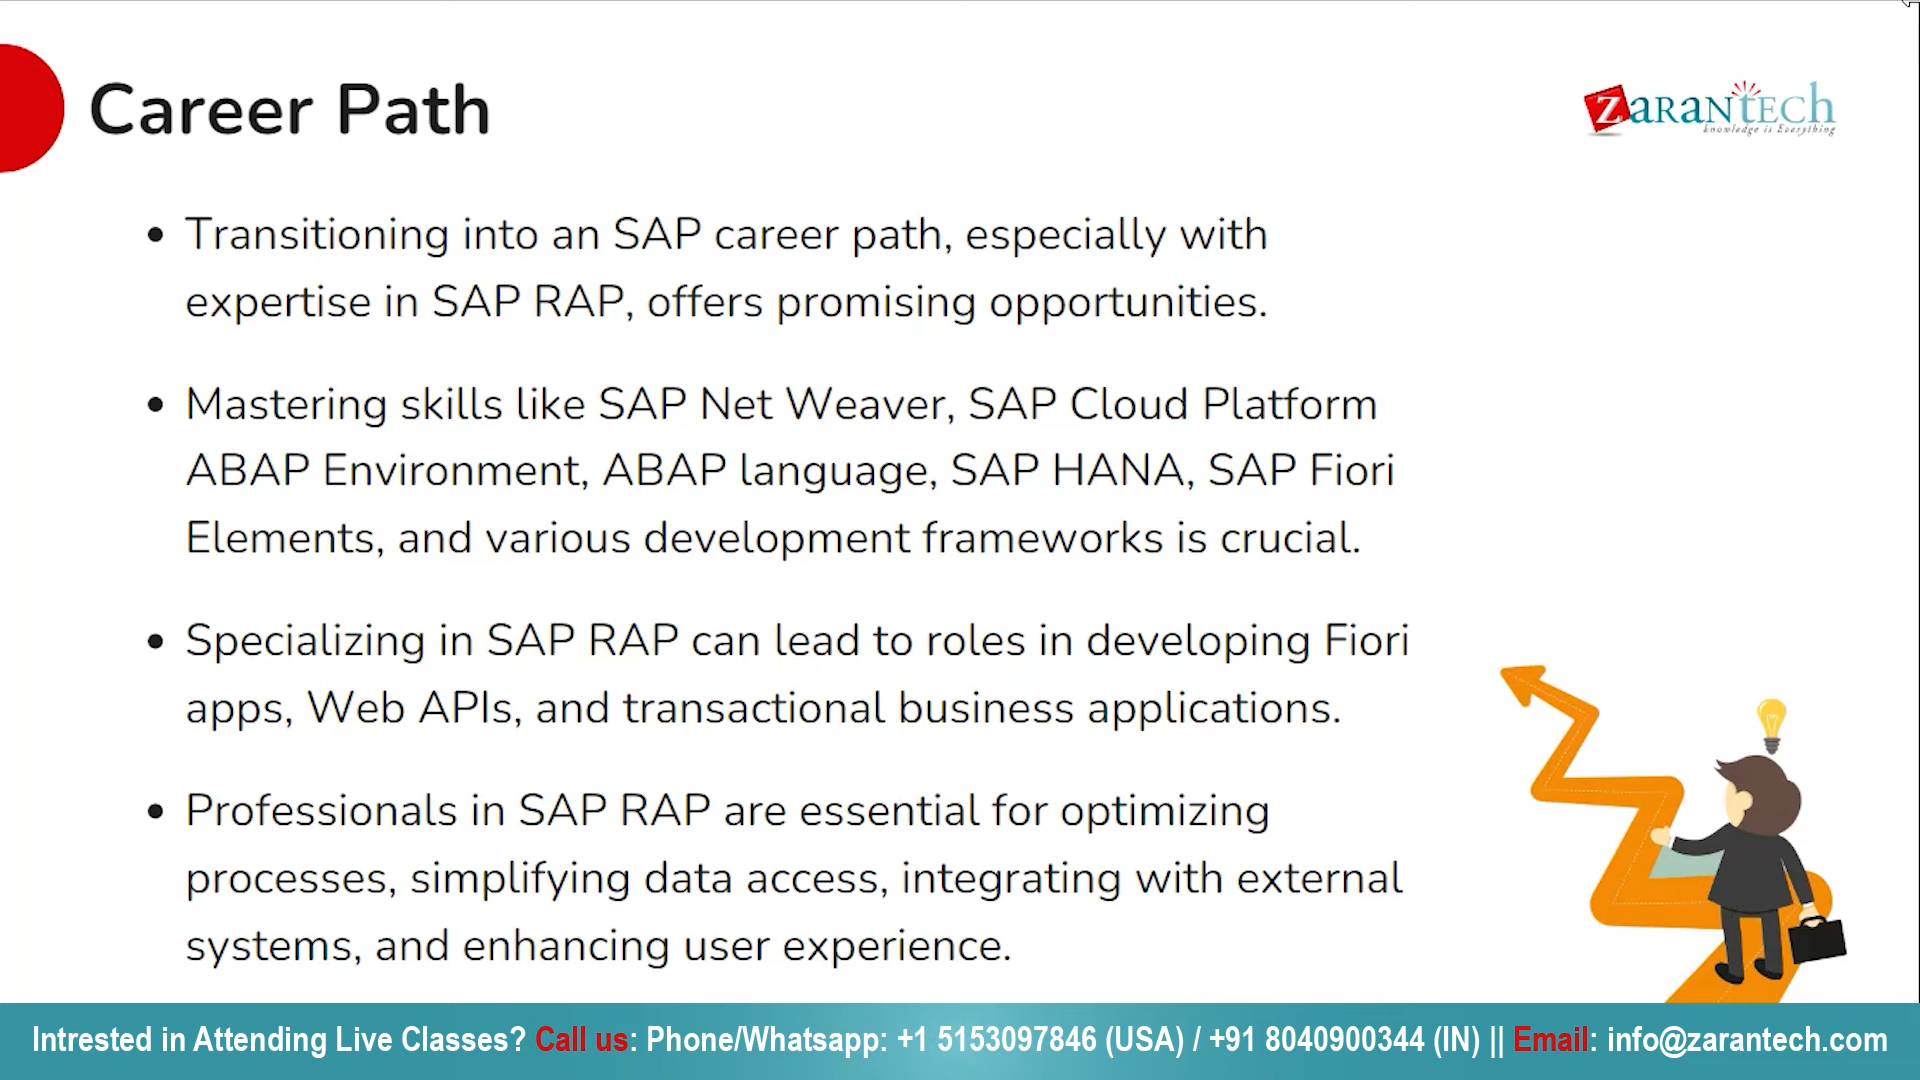 Career Path
ZARANTECH
knowledge is Everything
• Transitioning into an SAP career path, especially with
expertise in SAP RAP, offers promising opportunities.
• Mastering skills like SAP Net Weaver, SAP Cloud Platform
ABAP Environment, ABAP language, SAP HANA, SAP Fiori
Elements, and various development frameworks is crucial.
• Specializing in SAP RAP can lead to roles in developing Fiori
apps, Web APIs, and transactional business applications.
• Professionals in SAP RAP are essential for optimizing
processes, simplifying data access, integrating with external
systems, and enhancing user experience.
Intrested in Attending Live Classes? Call us: Phone/Whatsapp: +1 5153097846 (USA) / +91 8040900344 (IN) || Email: info@zarantech.com